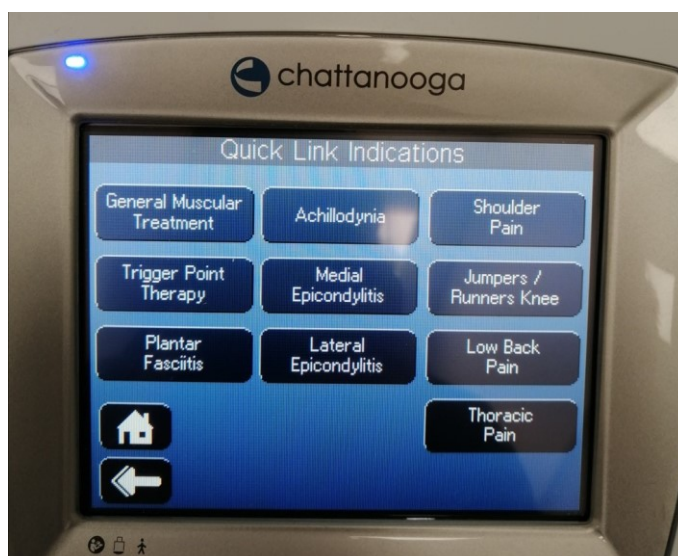 chattanooga
Quick Link Indications
General Muscular
Treatment
Achillodynia
Shoulder
Pain
Trigger Point
Therapy
Medial
Epicondylitis
Jumpers /
Runners Knee
Plantar
Fasciitis
Lateral
Epicondylitis
Low Back
Pain
Thoracic
Pain